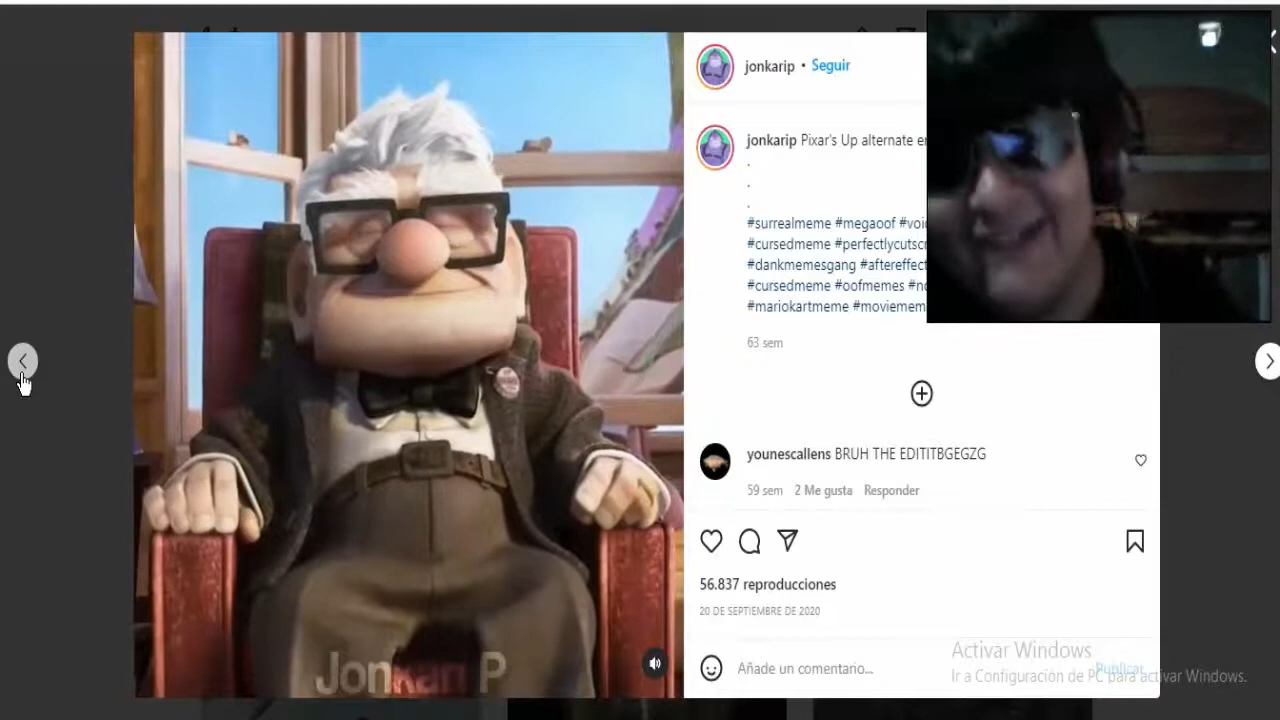 jonkarip • Seguir
jonkarip Pixar's Up alternate
.
.
.
#surrealmeme #megaoof
#cursedmeme
#dankmemesgang
#cursedmeme #oofmemes
#mariokartmeme
63 sem
younescallens BRUH THE EDITITBGEGZG
59 sem 2 Me gusta Responder
56.837 reproducciones
20 DE SEPTIEMBRE DE 2020
Añade un comentario...
Publicar
Activar Windows
Ir a Configuración de PC para activar Windows.
Jonkari P